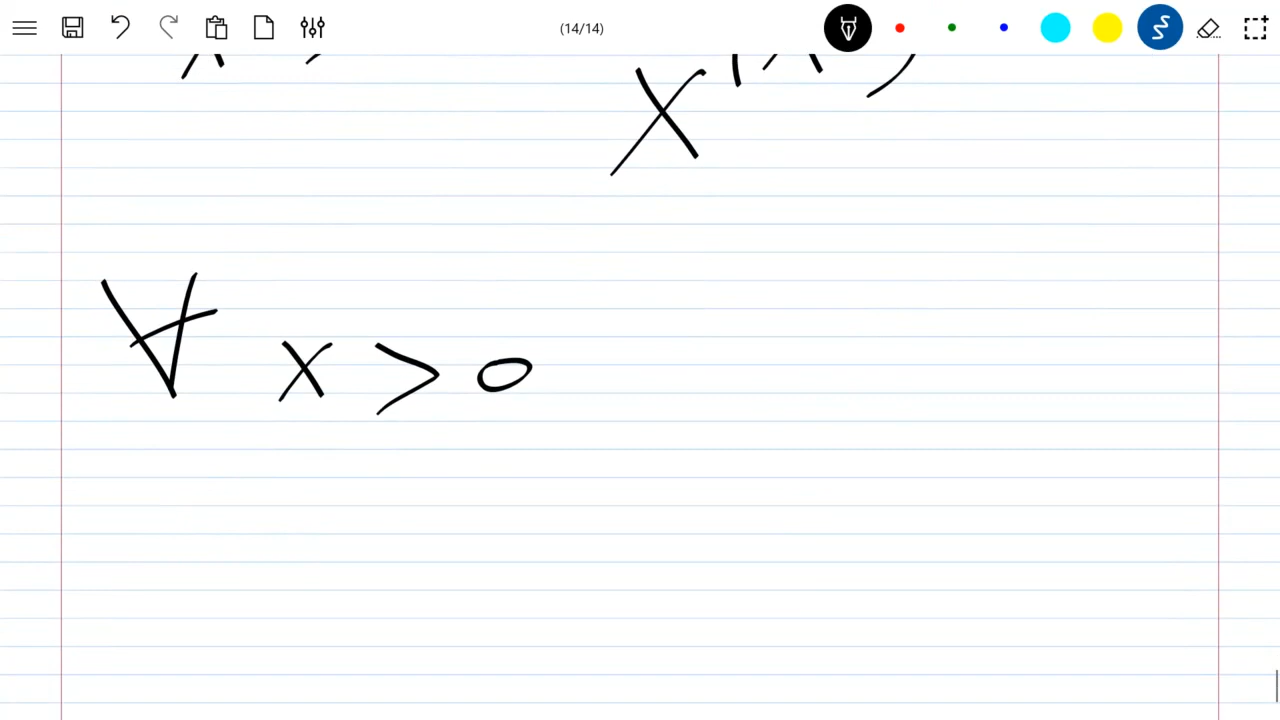 (14/14)
x
∀ x > 0